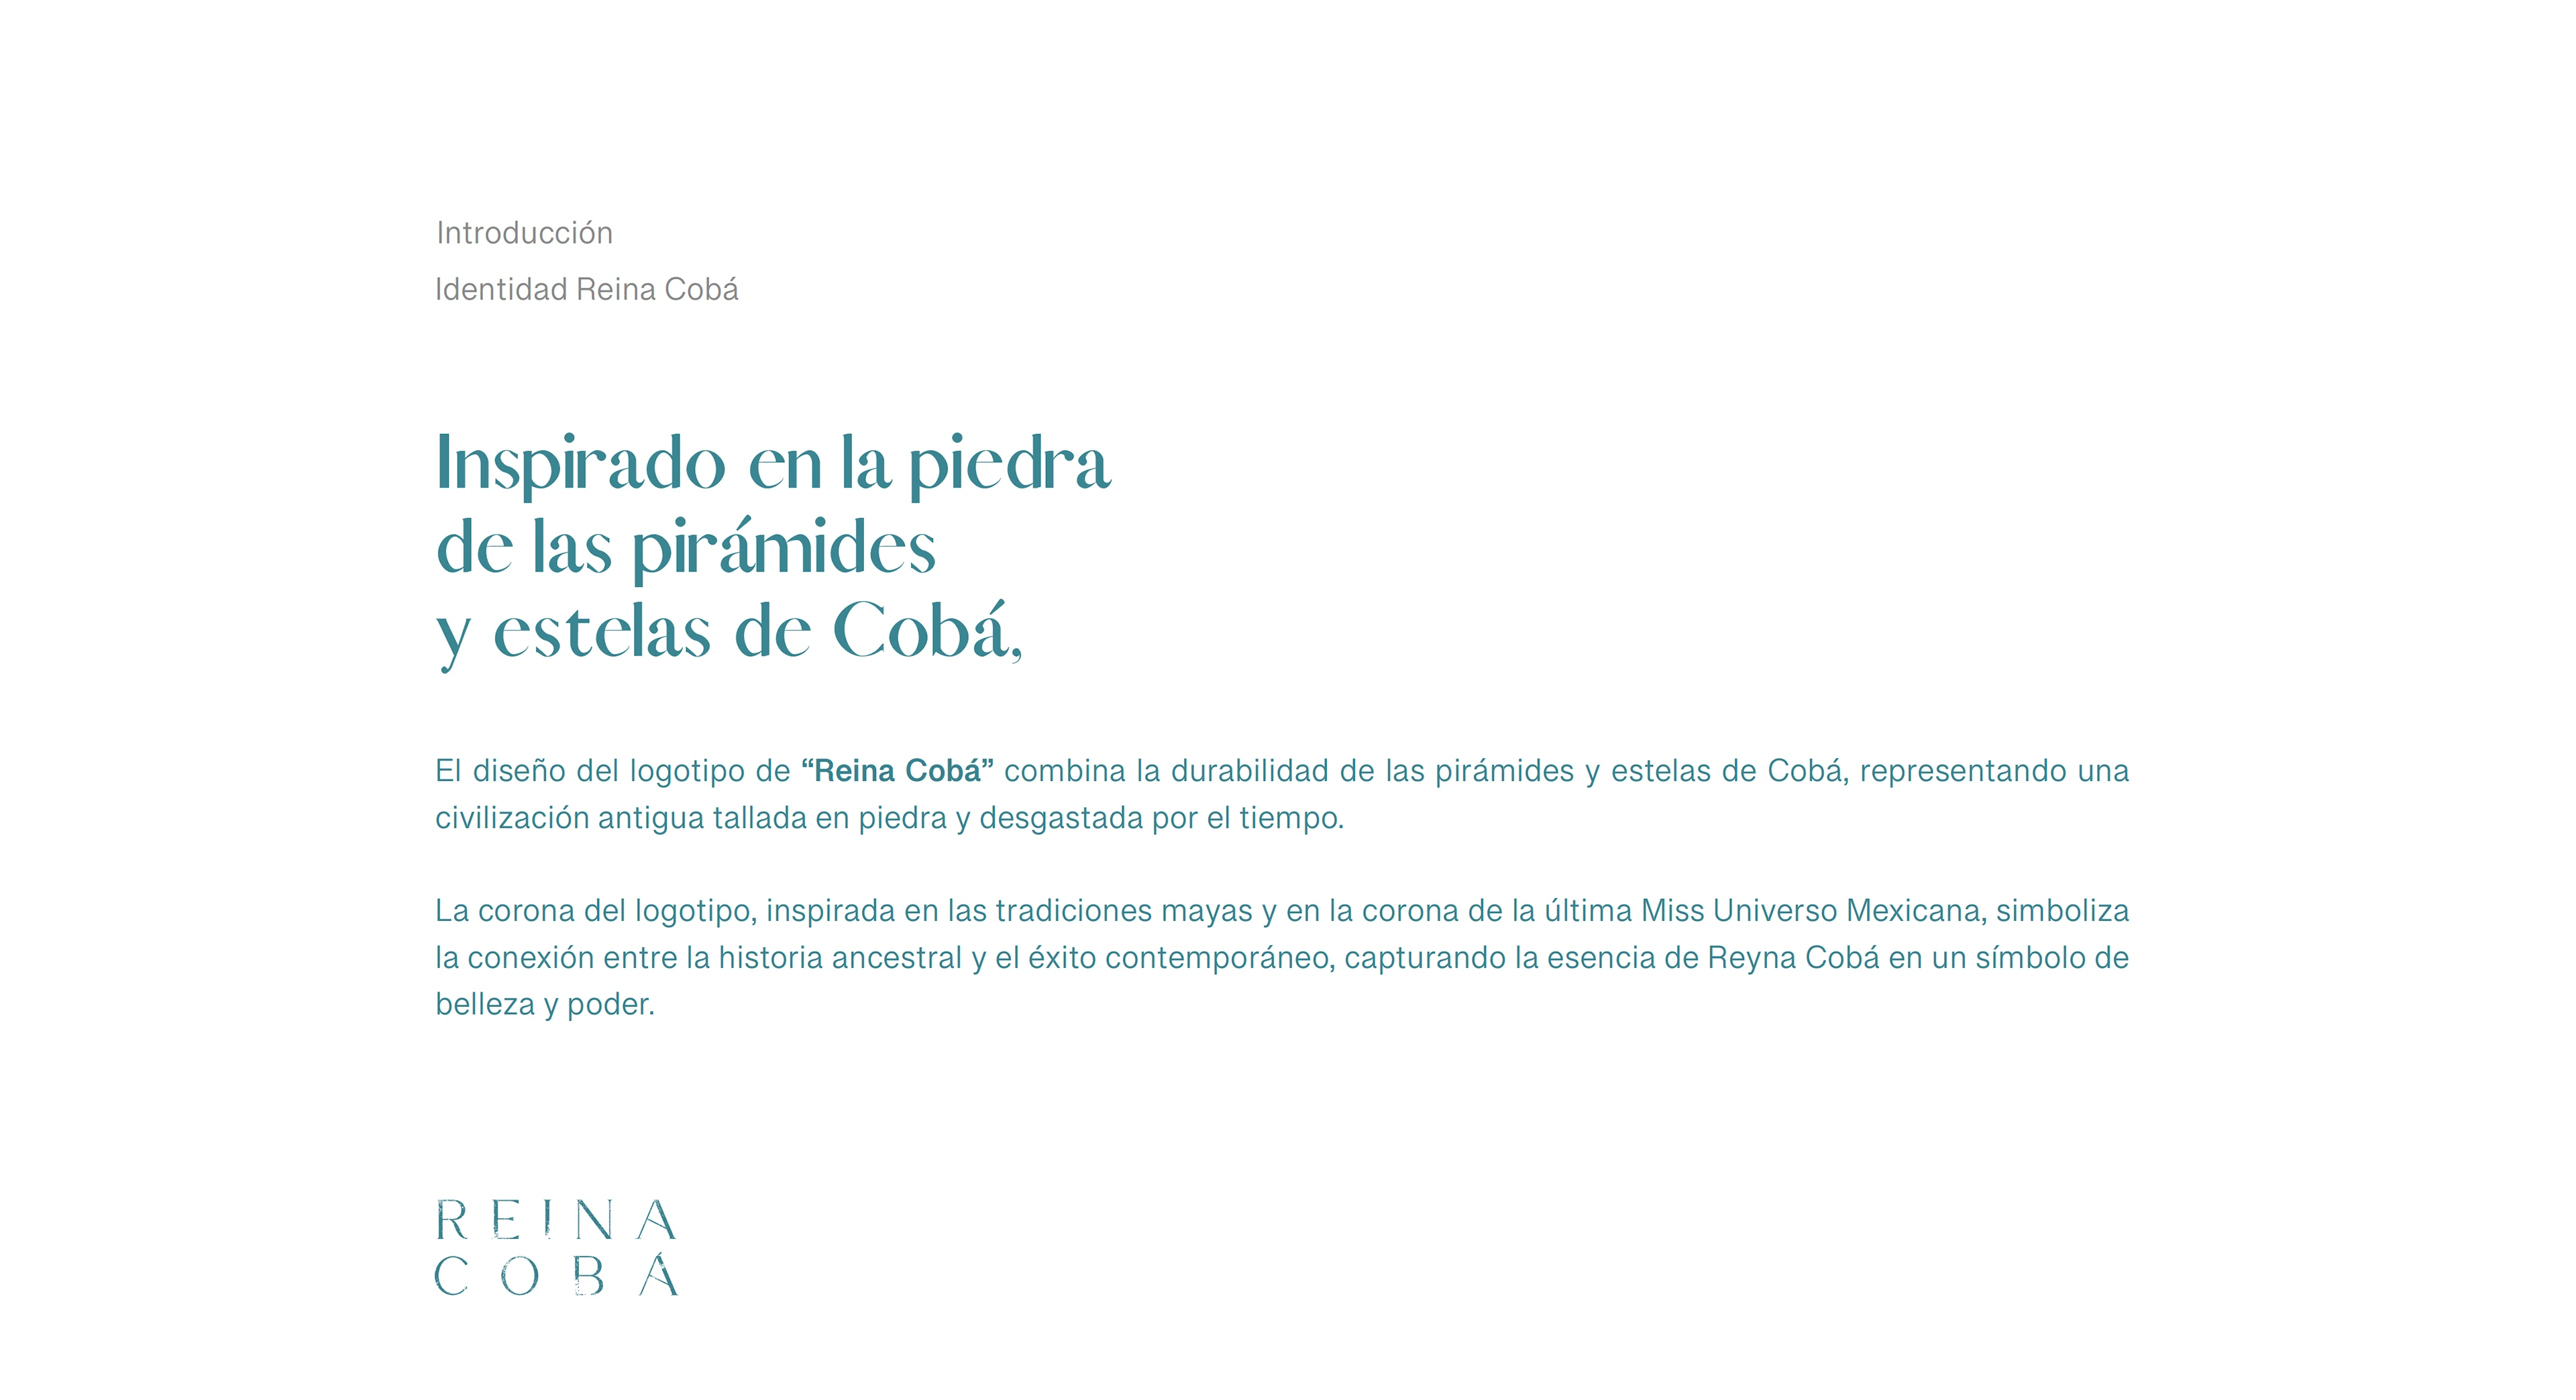 Introducción
Identidad Reina Cobá
Inspirado en la piedra
de las pirámides
y estelas de Cobá,
El diseño del logotipo de “Reina Cobá” combina la durabilidad de las pirámides y estelas de Cobá, representando una
civilización antigua tallada en piedra y desgastada por el tiempo.
La corona del logotipo, inspirada en las tradiciones mayas y en la corona de la última Miss Universo Mexicana, simboliza
la conexión entre la historia ancestral y el éxito contemporáneo, capturando la esencia de Reyna Cobá en un símbolo de
belleza y poder.
REINA
COBÁ